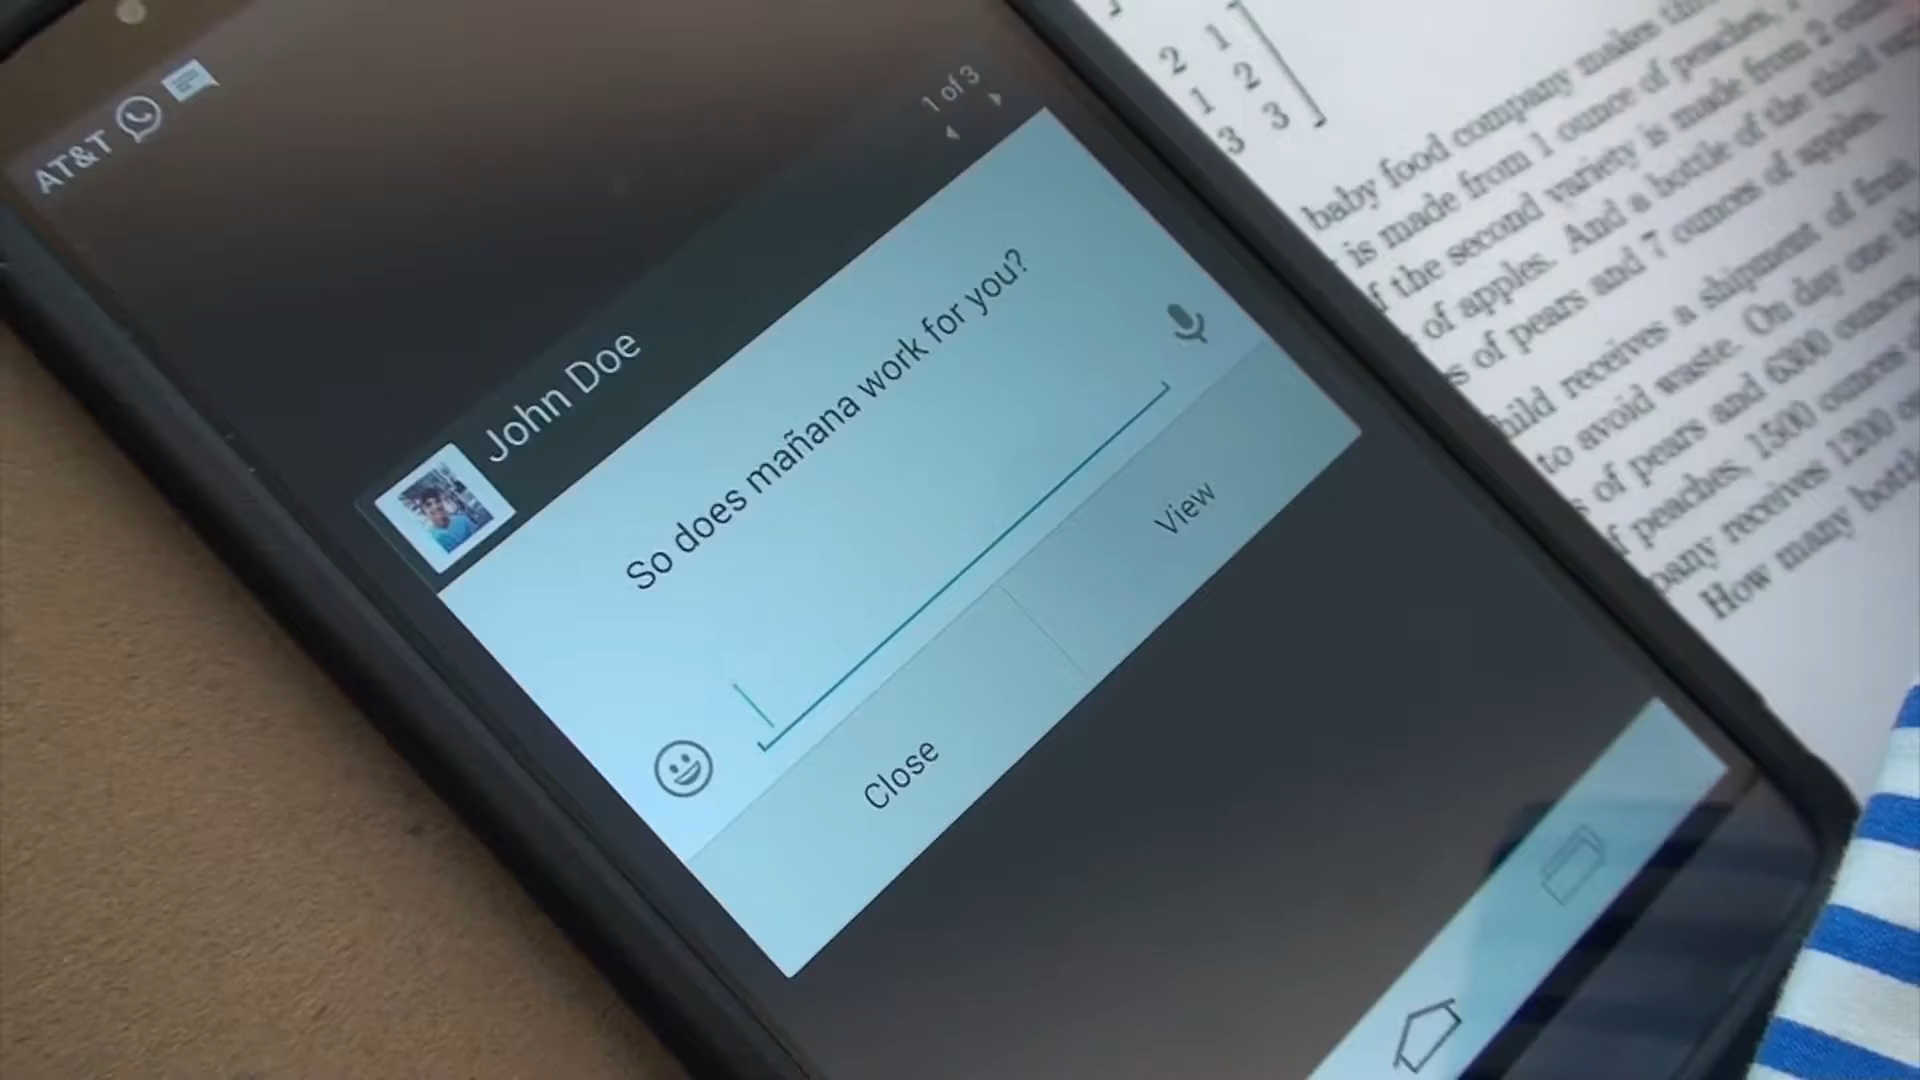 AT&T
1 of 3
John Doe
So does mañana work for you?
View
Close
2 1
1 2
3 3
baby food company makes
is made from 1 ounce of peaches,
of the second variety is made from 2
of apples. And a bottle of the third
of pears and 7 ounces of apples.
receives a shipment of fruit
to avoid waste. On day one
of pears and 6300 ounces
of peaches, 1500 ounces
receives 1200
How many